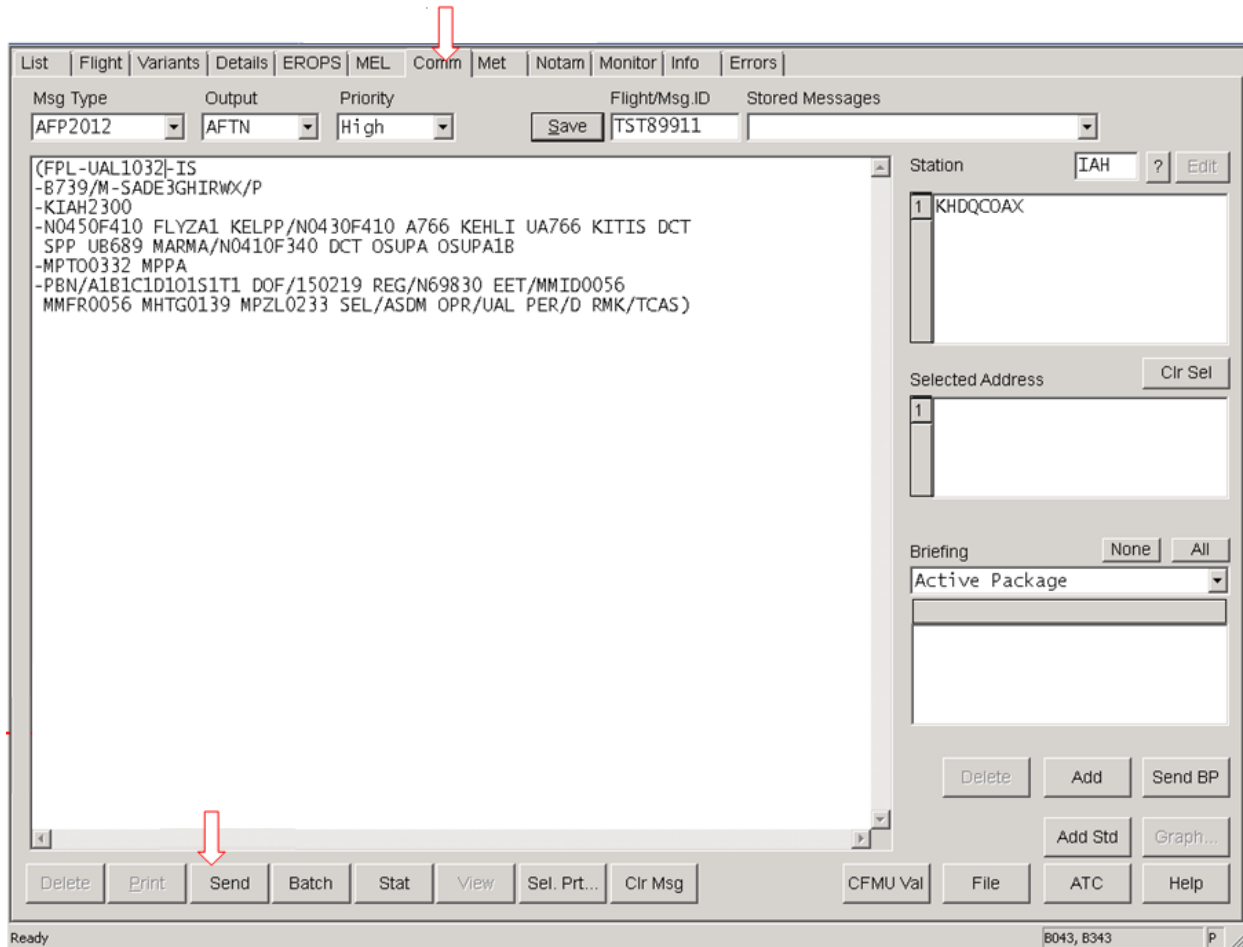 List Flight Variants Details EROPS MEL Comm Met Notam Monitor Info Errors
Msg Type Output Priority Flight/Msg.ID Stored Messages
AFP2012 AFTN High Save TST89911
(FPL-UAL1032-IS
-B739/M-SADE3GHIRWX/P
-KIAH2300
-N0450F410 FLYZA1 KELPP/N0430F410 A766 KEHLI UA766 KITIS DCT
SPP UB689 MARMA/N0410F340 DCT OSUPA OSUPA1B
-MPTO0332 MPPA
-PBN/A1B1C1D1O1S1T1 DOF/150219 REG/N69830 EET/MMID0056
MMFR0056 MHTG0139 MPZL0233 SEL/ASDM OPR/UAL PER/D RMK/TCAS)
Station IAH ? Edit
1 KHDQCOAX
Selected Address Clr Sel
1
Briefing None All
Active Package
Delete Add Send BP
Add Std Graph...
Delete Print Send Batch Stat View Sel. Prt... Clr Msg CFMU Val File ATC Help
Ready B043, B343 P